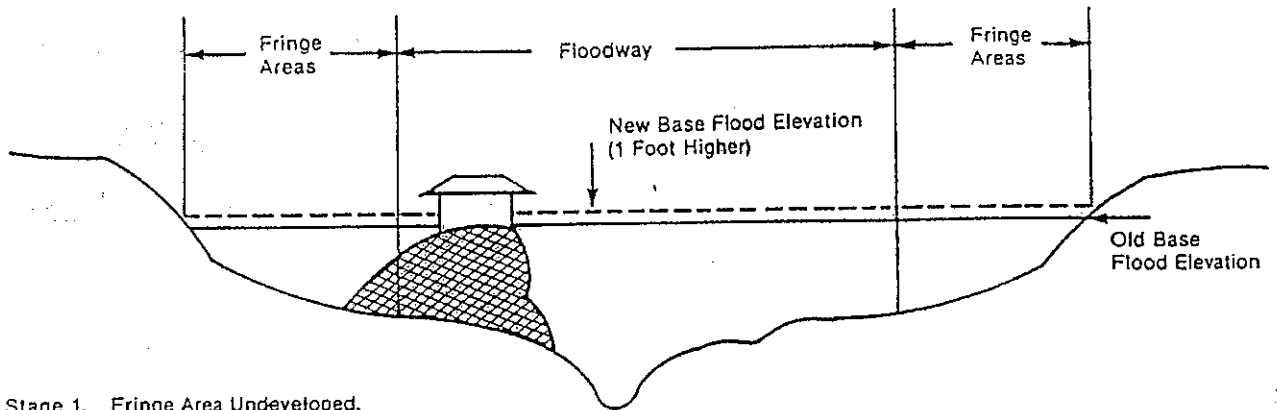 Fringe
Areas
Floodway
Fringe
Areas
New Base Flood Elevation
(1 Foot Higher)
Old Base
Flood Elevation
Stage 1. Fringe Area Undeveloped.